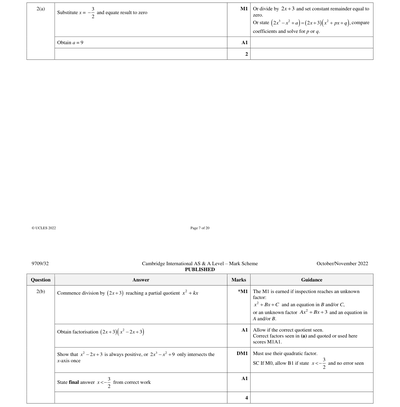 2(a) Substitute x = −3/2 and equate result to zero M1 Or divide by 2x + 3 and set constant remainder equal to
zero.
Or state (2x³ − x² + a) = (2x + 3)(x² + px + q), compare
coefficients and solve for p or q.
Obtain a = 9 A1
2
© UCLES 2022 Page 7 of 20
9709/32 Cambridge International AS & A Level – Mark Scheme October/November 2022
PUBLISHED
Question Answer Marks Guidance
2(b) Commence division by (2x + 3) reaching a partial quotient x² + kx *M1 The M1 is earned if inspection reaches an unknown
factor:
x² + Bx + C and an equation in B and/or C,
or an unknown factor Ax² + Bx + 3 and an equation in
A and/or B.
Obtain factorisation (2x + 3)(x² − 2x + 3) A1 Allow if the correct quotient seen.
Correct factors seen in (a) and quoted or used here
scores M1A1.
Show that x² − 2x + 3 is always positive, or 2x³ − x² + 9 only intersects the
x-axis once DM1 Must use their quadratic factor.
SC If M0, allow B1 if state x < −3/2 and no error seen
State final answer x < −3/2 from correct work A1
4